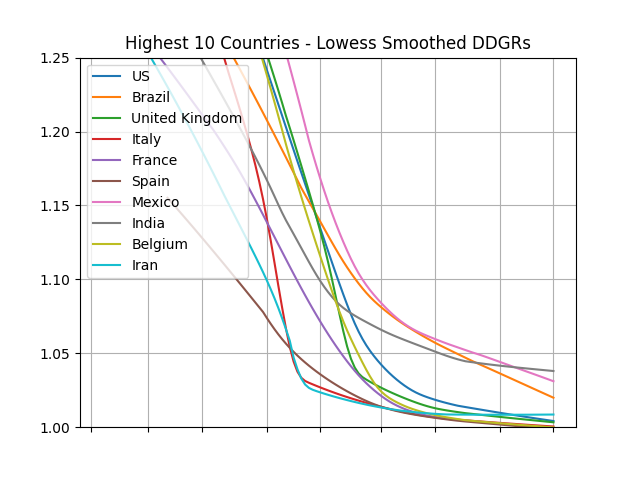 Highest 10 Countries - Lowess Smoothed DDGRs
1.25
1.20
1.15
1.10
1.05
1.00
US
Brazil
United Kingdom
Italy
France
Spain
Mexico
India
Belgium
Iran